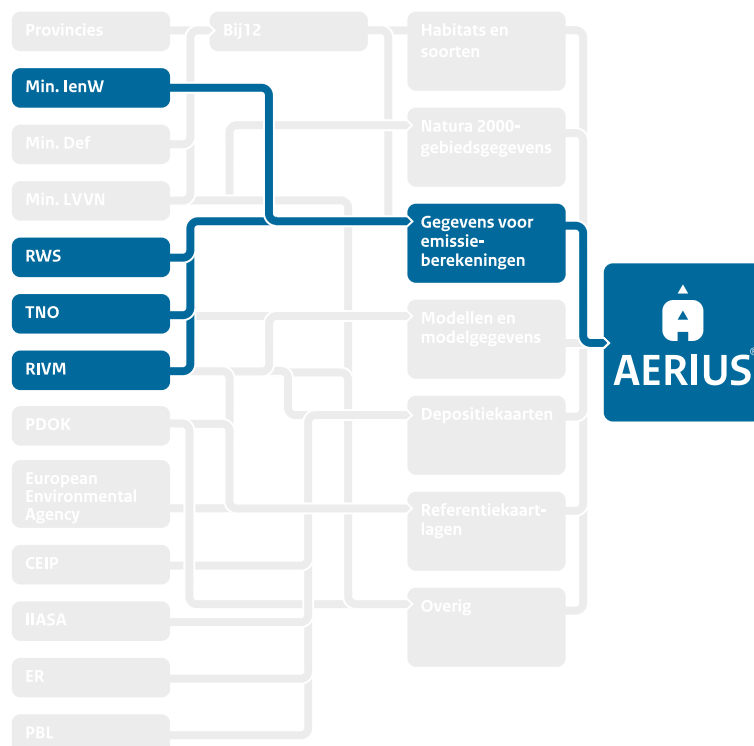 Provincies
Bij12
Habitats en
soorten
Min. IenW
Min. Def
Natura 2000-
gebiedsgegevens
Min. LVVN
RWS
Gegevens voor
emissie-
berekeningen
TNO
Modellen en
modelgegevens
RIVM
AERIUS®
PDOK
Depositiekaarten
European
Environmental
Agency
Referentiekaart-
lagen
CEIP
IIASA
Overig
ER
PBL